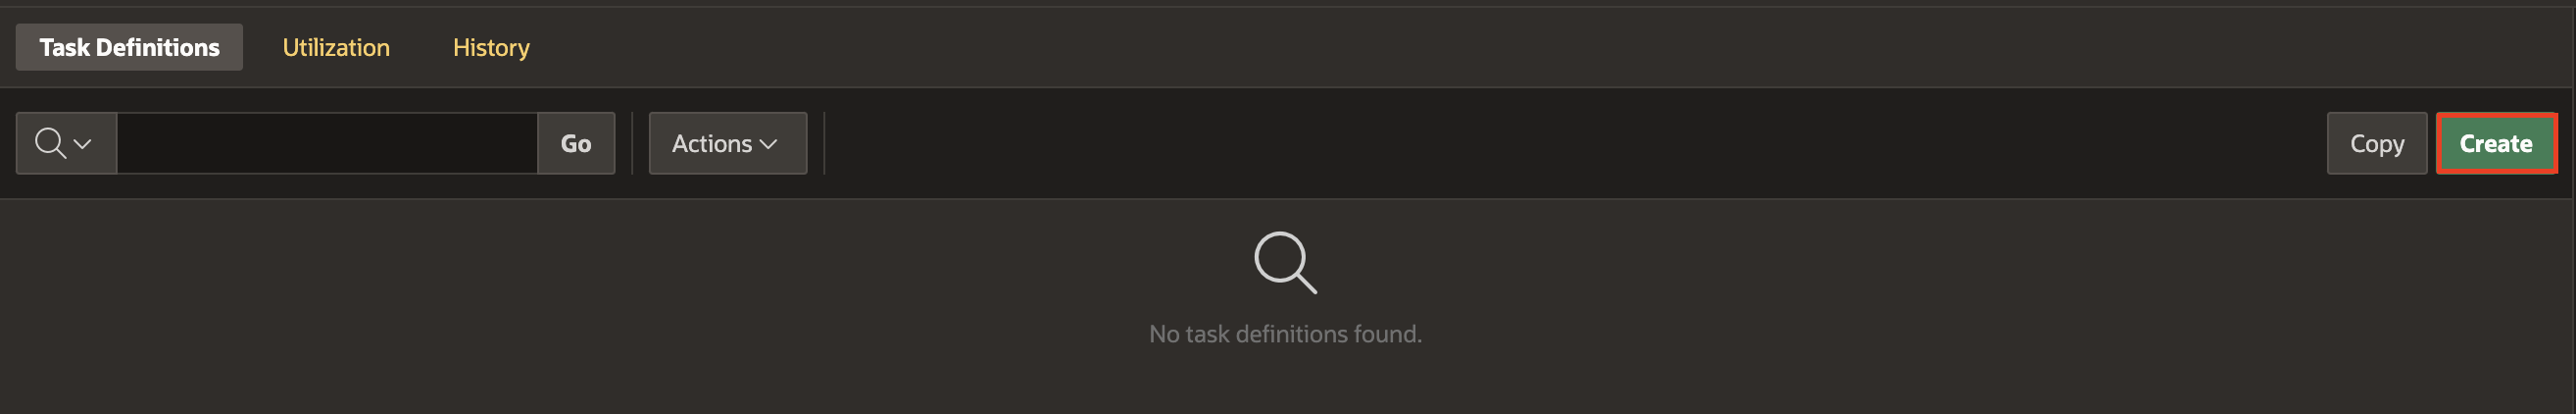 Task Definitions Utilization History
Go Actions Copy Create
No task definitions found.